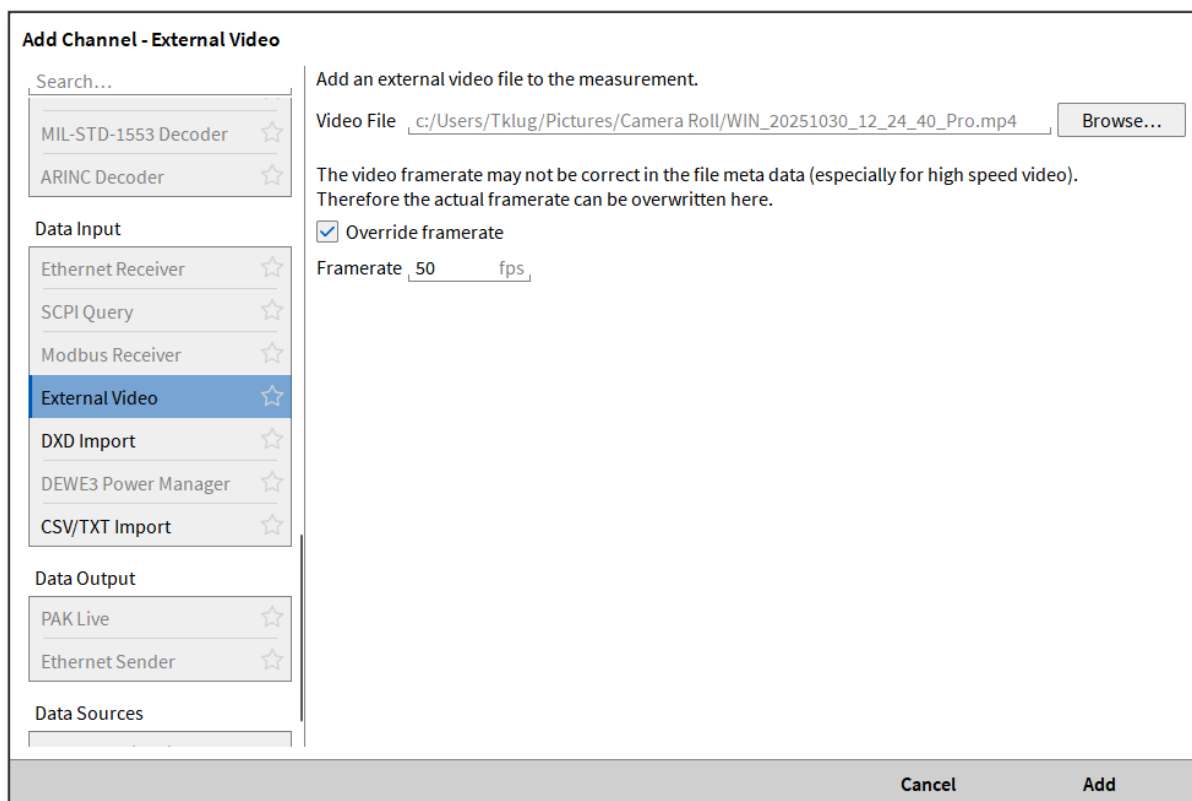 Add Channel - External Video
Search...
MIL-STD-1553 Decoder
ARINC Decoder
Data Input
Ethernet Receiver
SCPI Query
Modbus Receiver
External Video
DXD Import
DEWE3 Power Manager
CSV/TXT Import
Data Output
PAK Live
Ethernet Sender
Data Sources
Add an external video file to the measurement.
Video File c:/Users/Tklug/Pictures/Camera Roll/WIN_20251030_12_24_40_Pro.mp4 Browse...
The video framerate may not be correct in the file meta data (especially for high speed video).
Therefore the actual framerate can be overwritten here.
Override framerate
Framerate 50 fps
Cancel Add